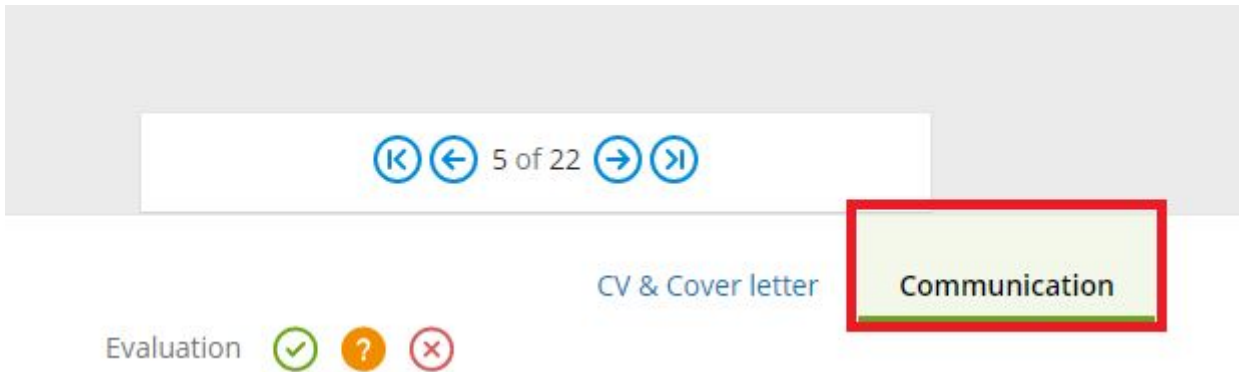 5 of 22
CV & Cover letter
Communication
Evaluation
?